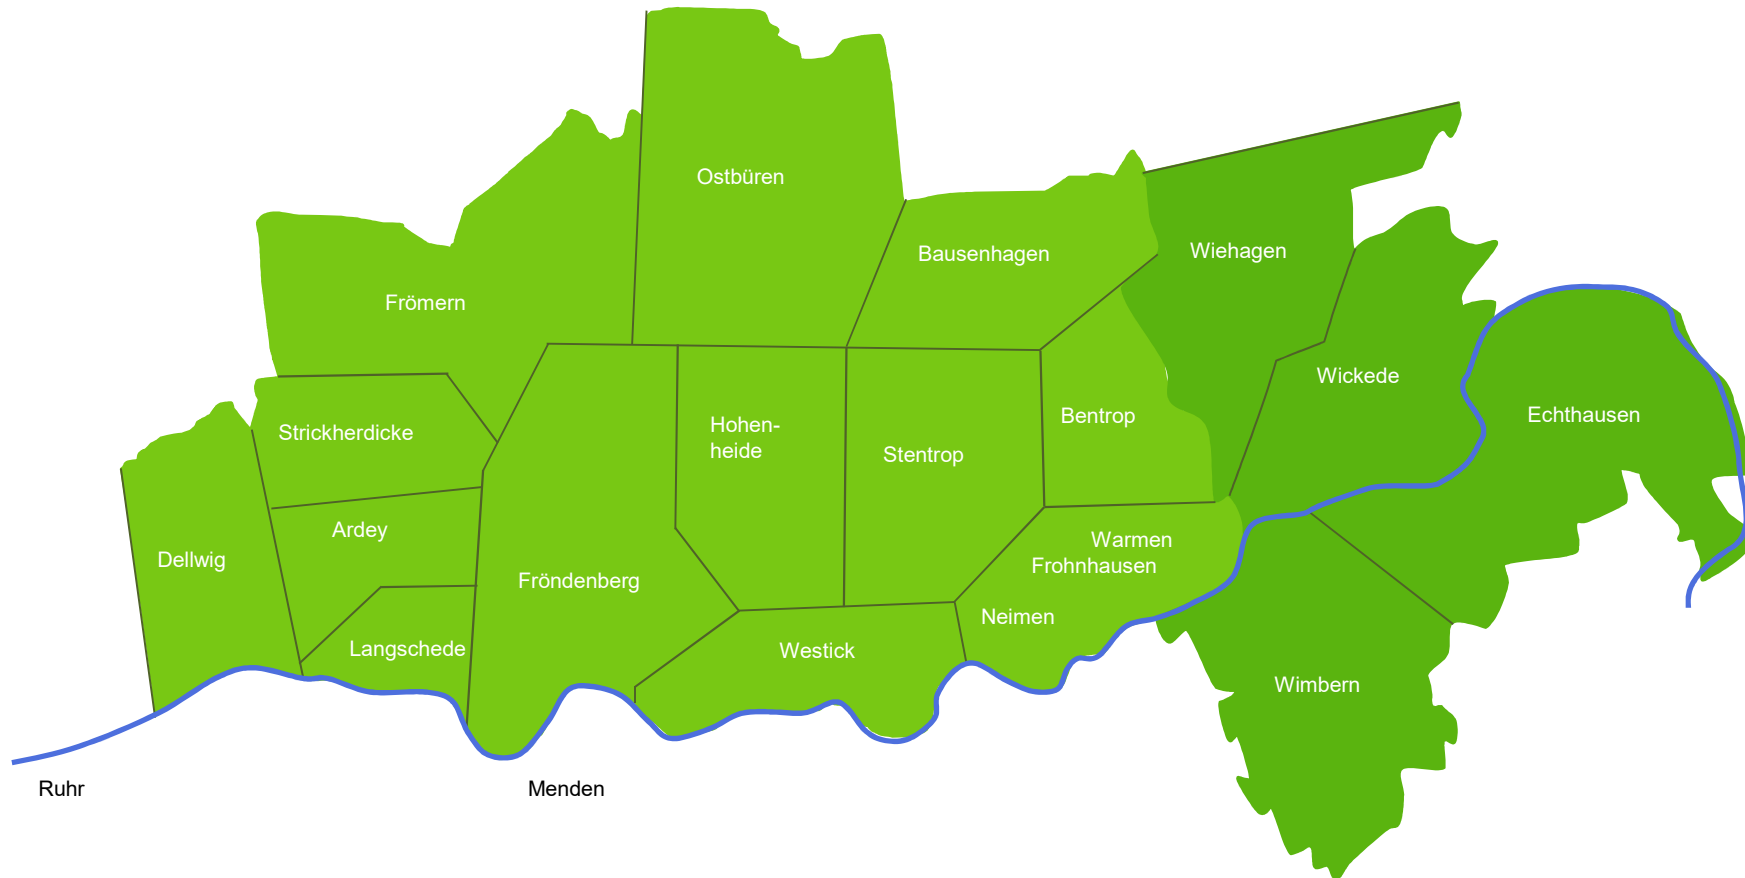 Ostbüren
Bausenhagen
Wiehagen
Frömern
Wickede
Echthausen
Bentrop
Hohen-
heide
Strickherdicke
Stentrop
Ardey
Warmen
Dellwig
Frohnhausen
Fröndenberg
Neimen
Langschede
Westick
Wimbern
Ruhr
Menden